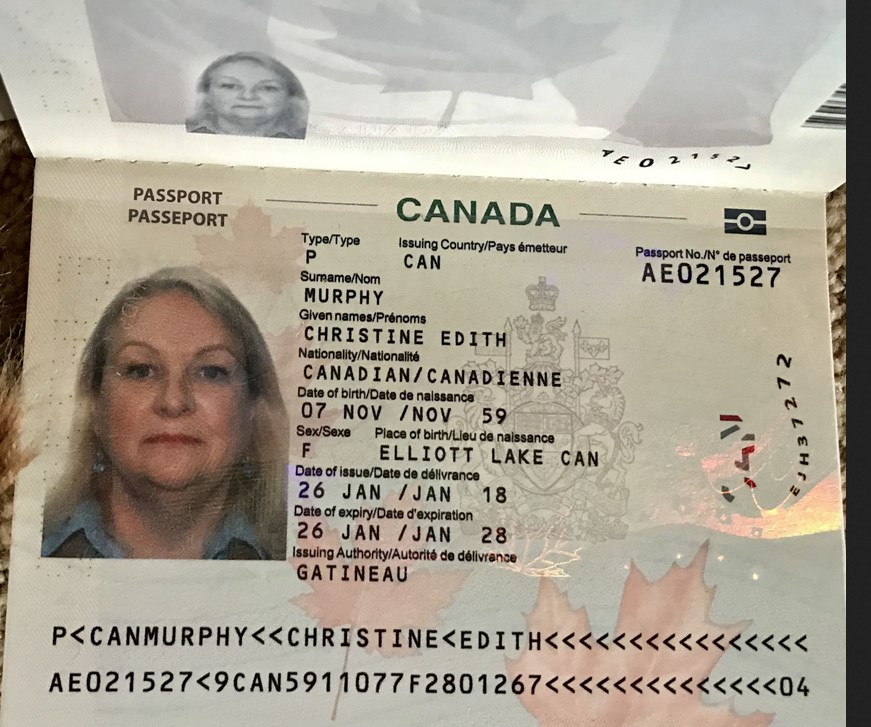 AE021527
PASSPORT
PASSEPORT
CANADA
Type/Type
P
Issuing Country/Pays émetteur
CAN
Passport No./N° de passeport
AE021527
Surname/Nom
MURPHY
Given names/Prénoms
CHRISTINE EDITH
Nationality/Nationalité
CANADIAN/CANADIENNE
Date of birth/Date de naissance
07 NOV /NOV 59
Sex/Sexe
F
Place of birth/Lieu de naissance
ELLIOTT LAKE CAN
Date of issue/Date de délivrance
26 JAN /JAN 18
Date of expiry/Date d'expiration
26 JAN /JAN 28
Issuing Authority/Autorité de délivrance
GATINEAU
EJH37272
P<CANMURPHY<<CHRISTINE<EDITH<<<<<<<<<<<<<<<<
AE021527<9CAN5911077F2801267<<<<<<<<<<<<<<04